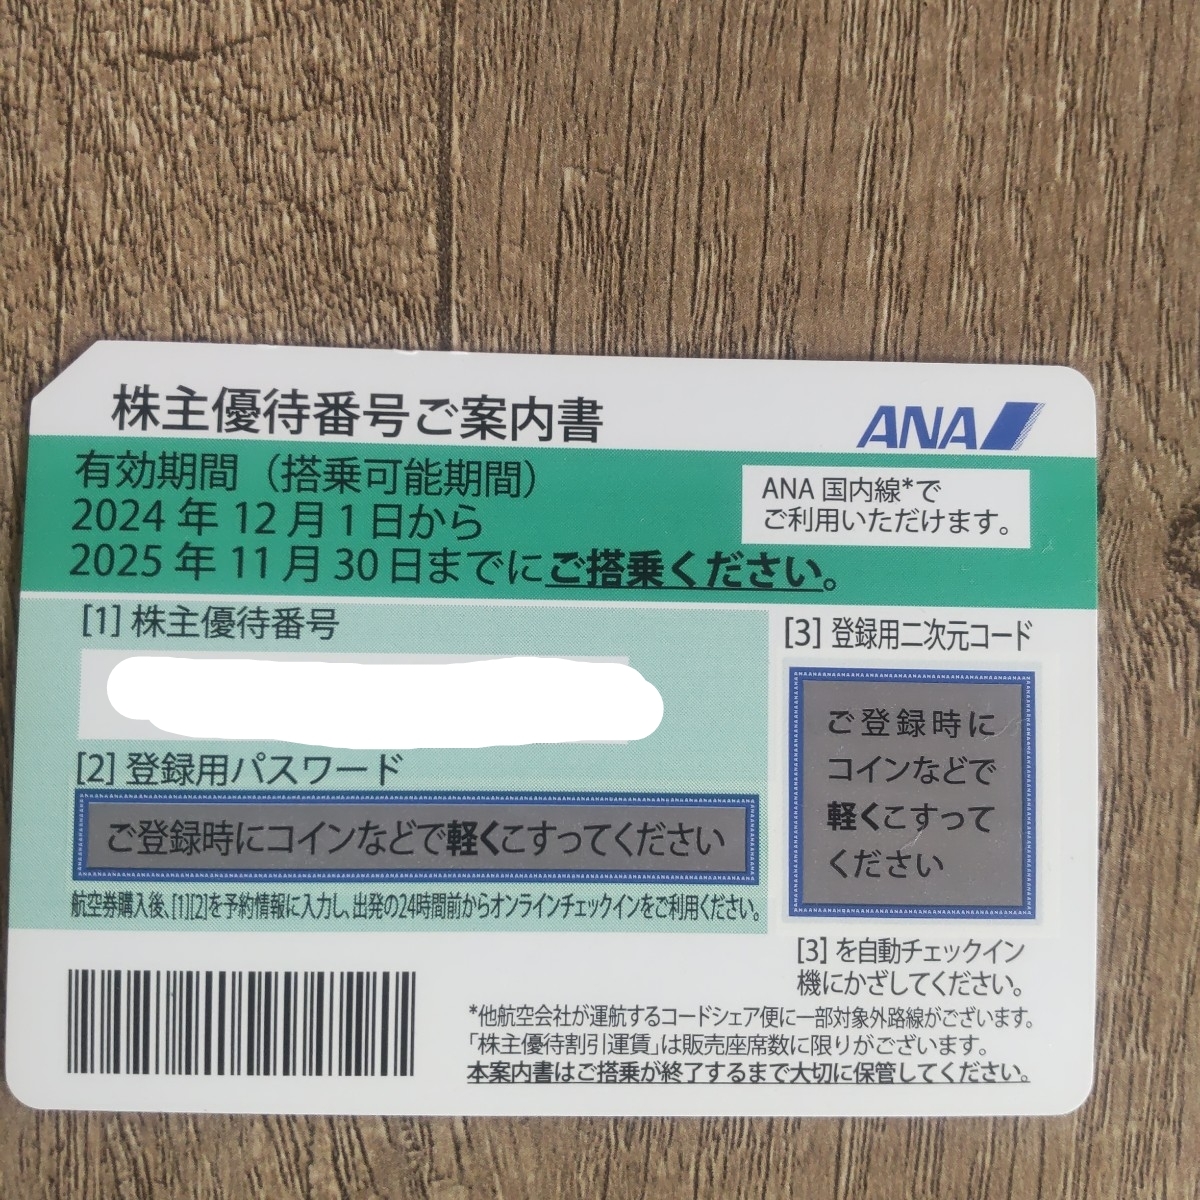 株主優待番号ご案内書
ANA
有効期間（搭乗可能期間）
2024年12月1日から
2025年11月30日までにご搭乗ください。
ANA国内線*で
ご利用いただけます。
[1] 株主優待番号
[2] 登録用パスワード
ご登録時にコインなどで軽くこすってください
航空券購入後、[1][2]を予約情報に入力し、出発の24時間前からオンラインチェックインをご利用ください。
[3] 登録用二次元コード
ご登録時に
コインなどで
軽くこすって
ください
[3] を自動チェックイン
機にかざしてください。
*他航空会社が運航するコードシェア便に一部対象外路線がございます。
「株主優待割引運賃」は販売座席数に限りがございます。
本案内書はご搭乗が終了するまで大切に保管してください。